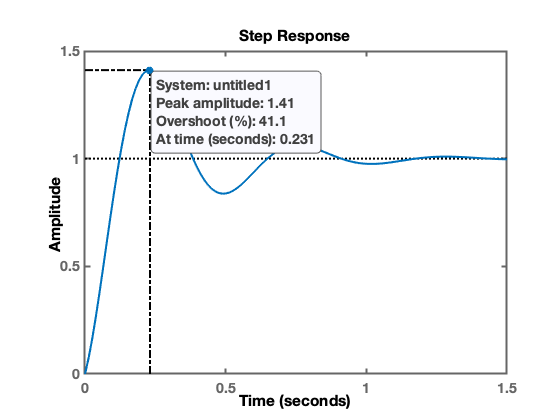 Step Response
1.5
System: untitled1
Peak amplitude: 1.41
Overshoot (%): 41.1
At time (seconds): 0.231
1
Amplitude
0.5
0
0 0.5 1 1.5
Time (seconds)